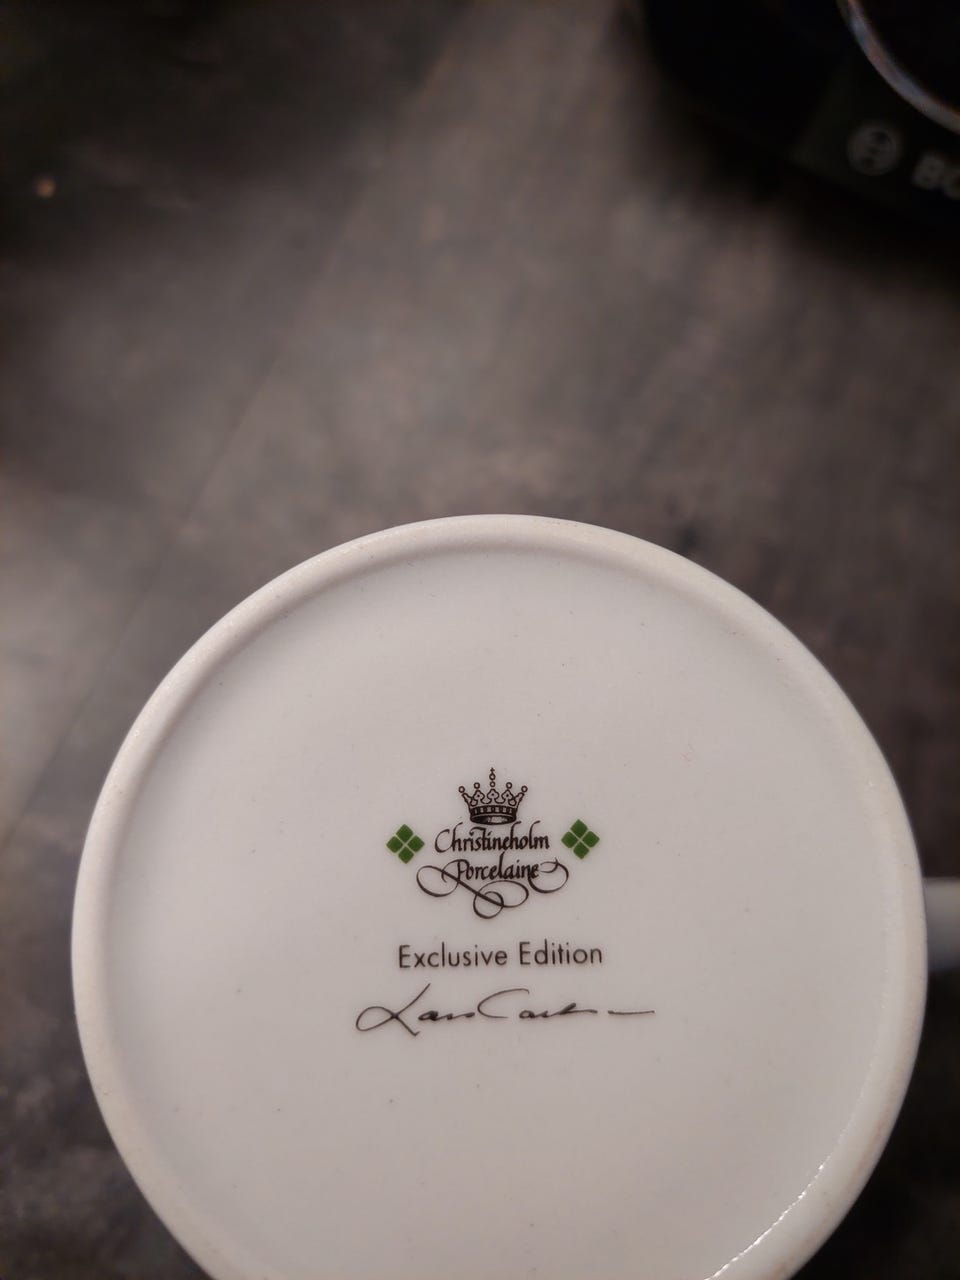 Christineholm
Porcelaine
Exclusive Edition